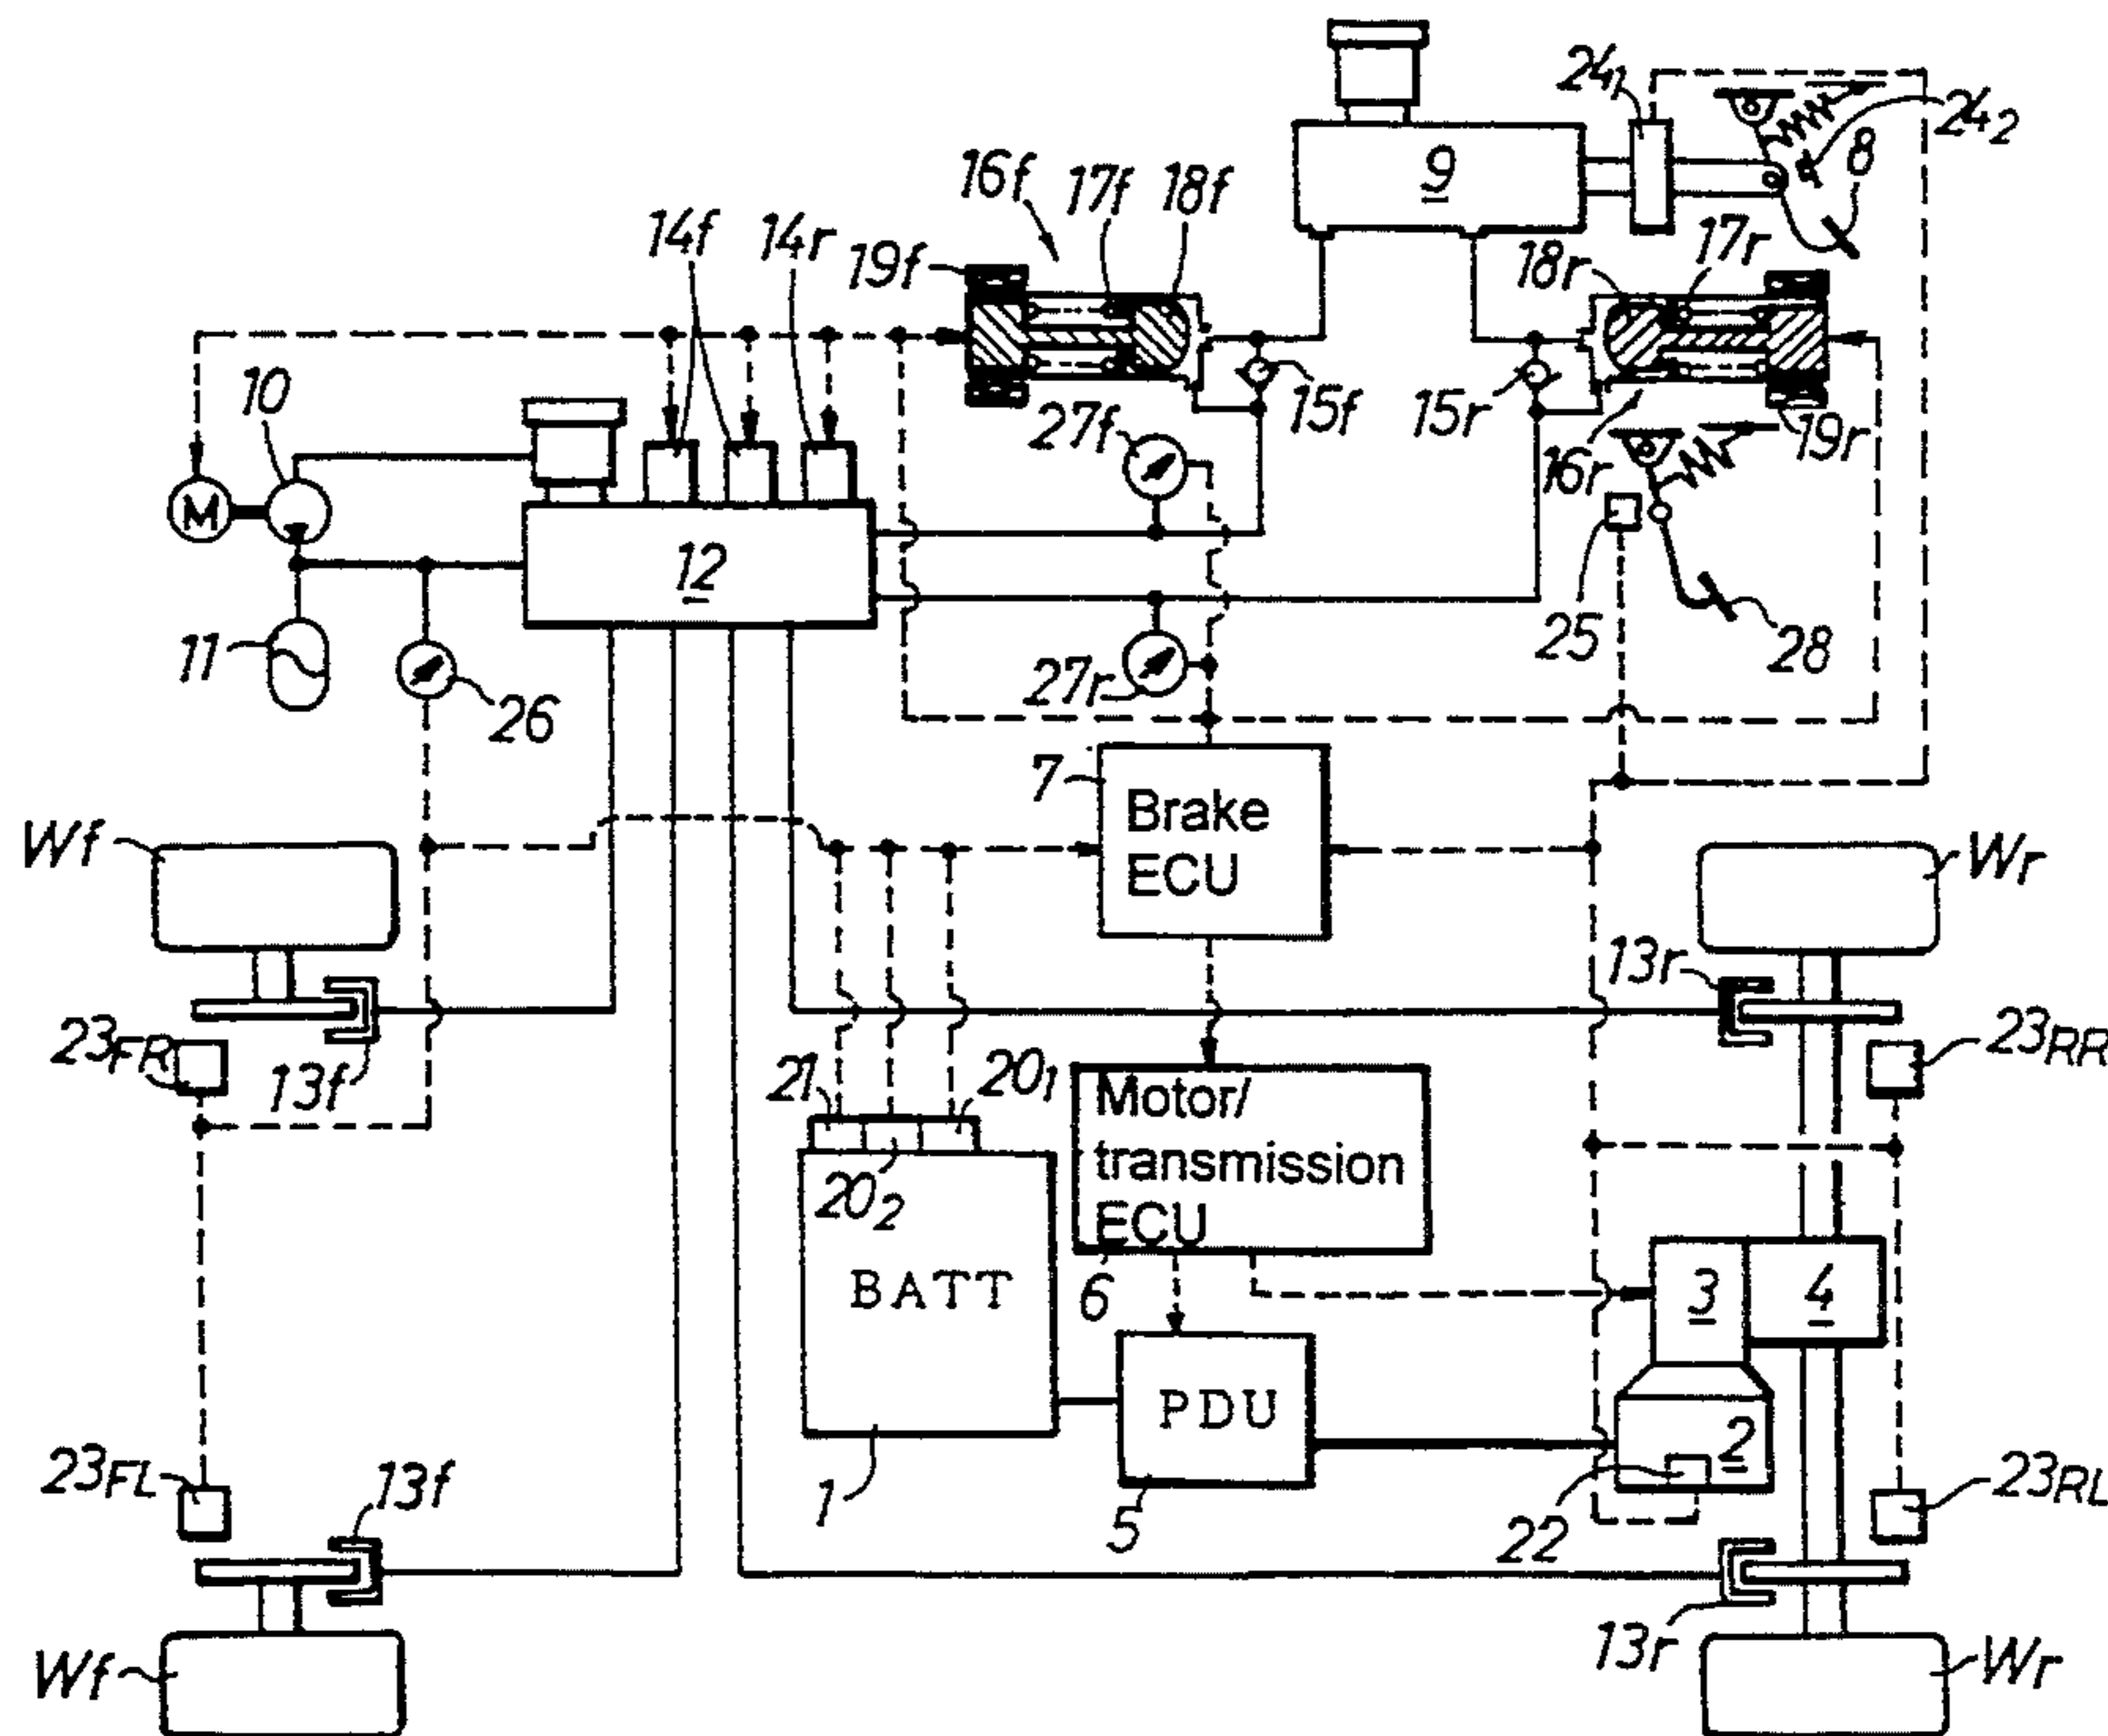 24₁
24₂
8
9
16f
17f
18f
14f
14r
19f
18r
17r
10
M
27f
15f
15r
16r
19r
12
11
26
27r
25
28
7
Brake
ECU
Wf
Wr
13r
23FR
13f
23RR
21
20₁
20₂
Motor/
transmission
ECU
6
BATT
3
4
PDU
2
23FL
13f
1
5
22
23RL
13r
Wf
Wr